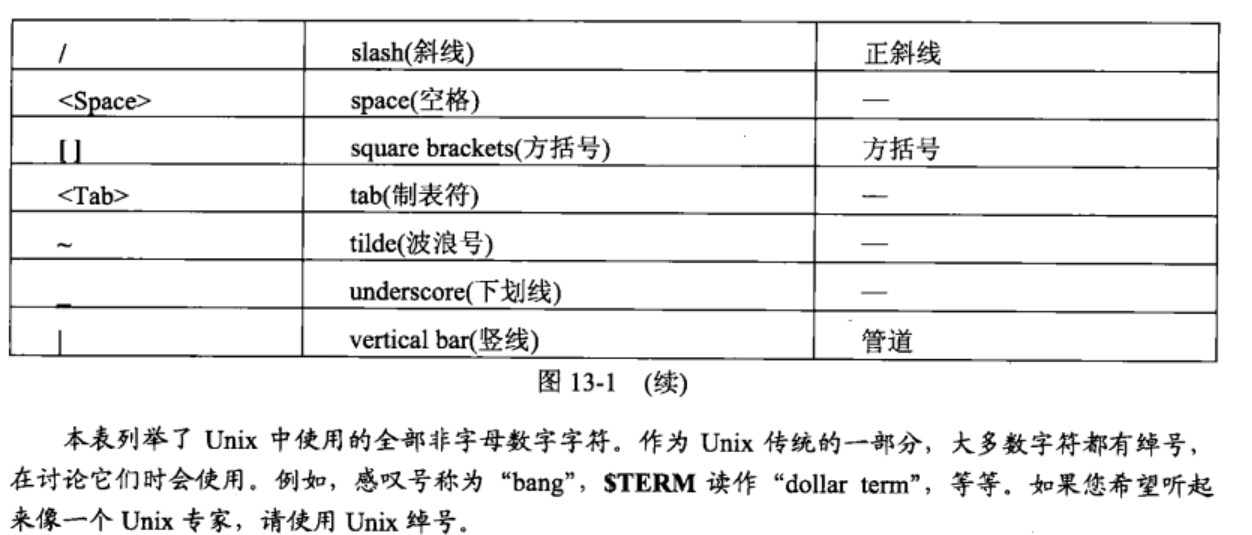 / slash(斜线) 正斜线
<Space> space(空格) —
[ ] square brackets(方括号) 方括号
<Tab> tab(制表符) —
~ tilde(波浪号) —
_ underscore(下划线) —
| vertical bar(竖线) 管道
图 13-1 (续)
本表列举了 Unix 中使用的全部非字母数字字符。作为 Unix 传统的一部分，大多数字符都有绰号，
在讨论它们时会使用。例如，感叹号称为“bang”，$TERM 读作“dollar term”，等等。如果您希望听起
来像一个 Unix 专家，请使用 Unix 绰号。